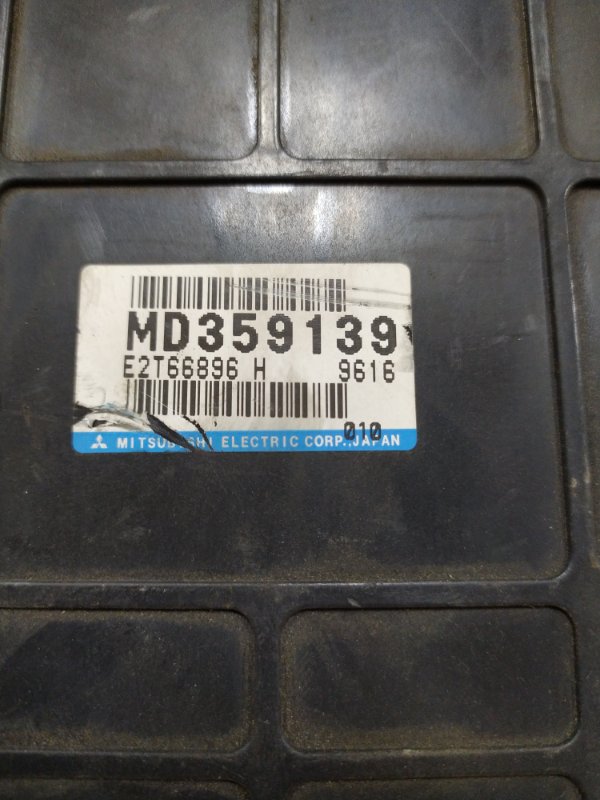 MD359139
E2T66896 H 9616
010
MITSUBISHI ELECTRIC CORP. JAPAN